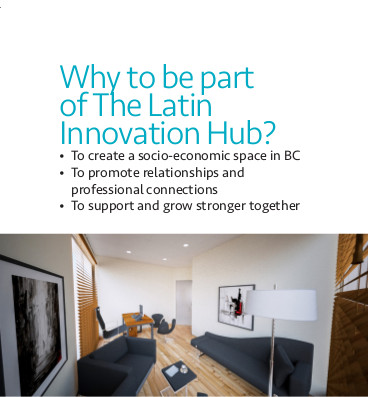 Why to be part
of The Latin
Innovation Hub?
• To create a socio-economic space in BC
• To promote relationships and
professional connections
• To support and grow stronger together